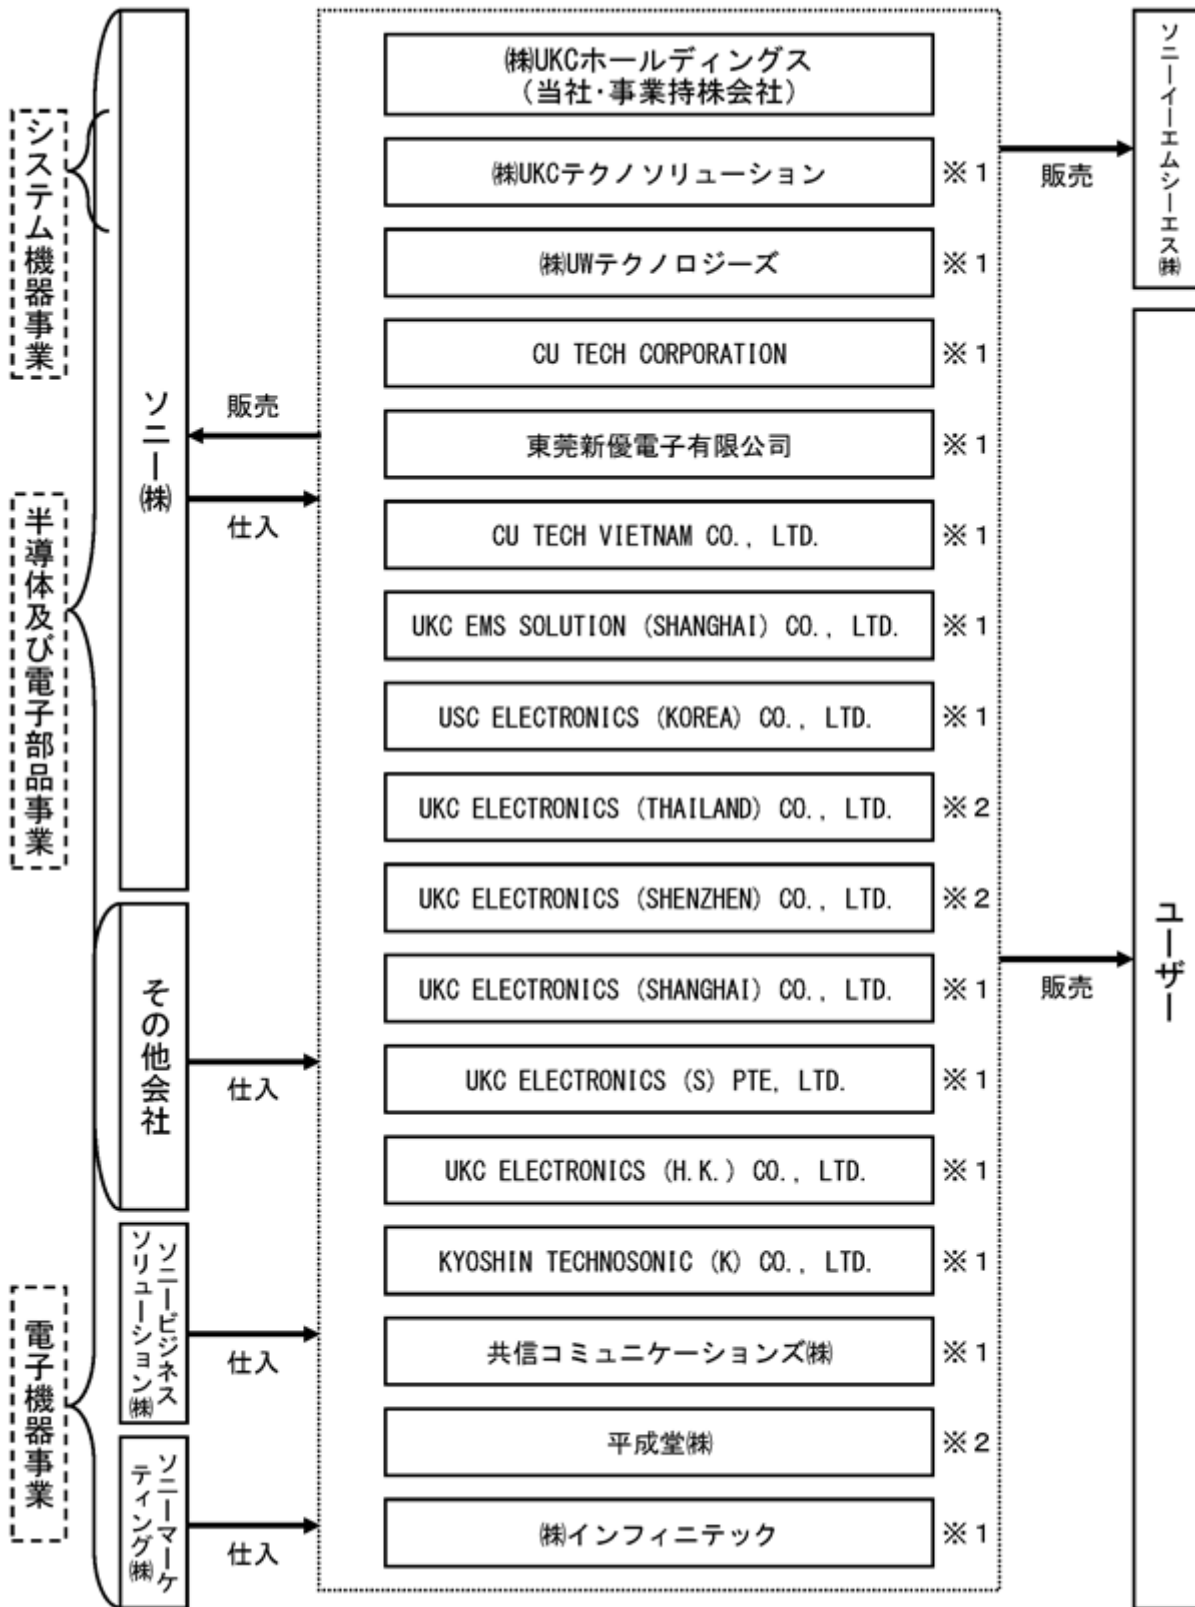 システム機器事業
半導体及び電子部品事業
電子機器事業
ソニー㈱
その他会社
ソニービジネス
ソリューション㈱
ソニーマーケ
ティング㈱
販売
仕入
仕入
仕入
仕入
㈱UKCホールディングス
(当社・事業持株会社)
㈱UKCテクノソリューション ※1
㈱UWテクノロジーズ ※1
CU TECH CORPORATION ※1
東莞新優電子有限公司 ※1
CU TECH VIETNAM CO., LTD. ※1
UKC EMS SOLUTION (SHANGHAI) CO., LTD. ※1
USC ELECTRONICS (KOREA) CO., LTD. ※1
UKC ELECTRONICS (THAILAND) CO., LTD. ※2
UKC ELECTRONICS (SHENZHEN) CO., LTD. ※2
UKC ELECTRONICS (SHANGHAI) CO., LTD. ※1
UKC ELECTRONICS (S) PTE, LTD. ※1
UKC ELECTRONICS (H.K.) CO., LTD. ※1
KYOSHIN TECHNOSONIC (K) CO., LTD. ※1
共信コミュニケーションズ㈱ ※1
平成堂㈱ ※2
㈱インフィニテック ※1
販売
販売
ソニーイーエムシーエス㈱
ユーザー